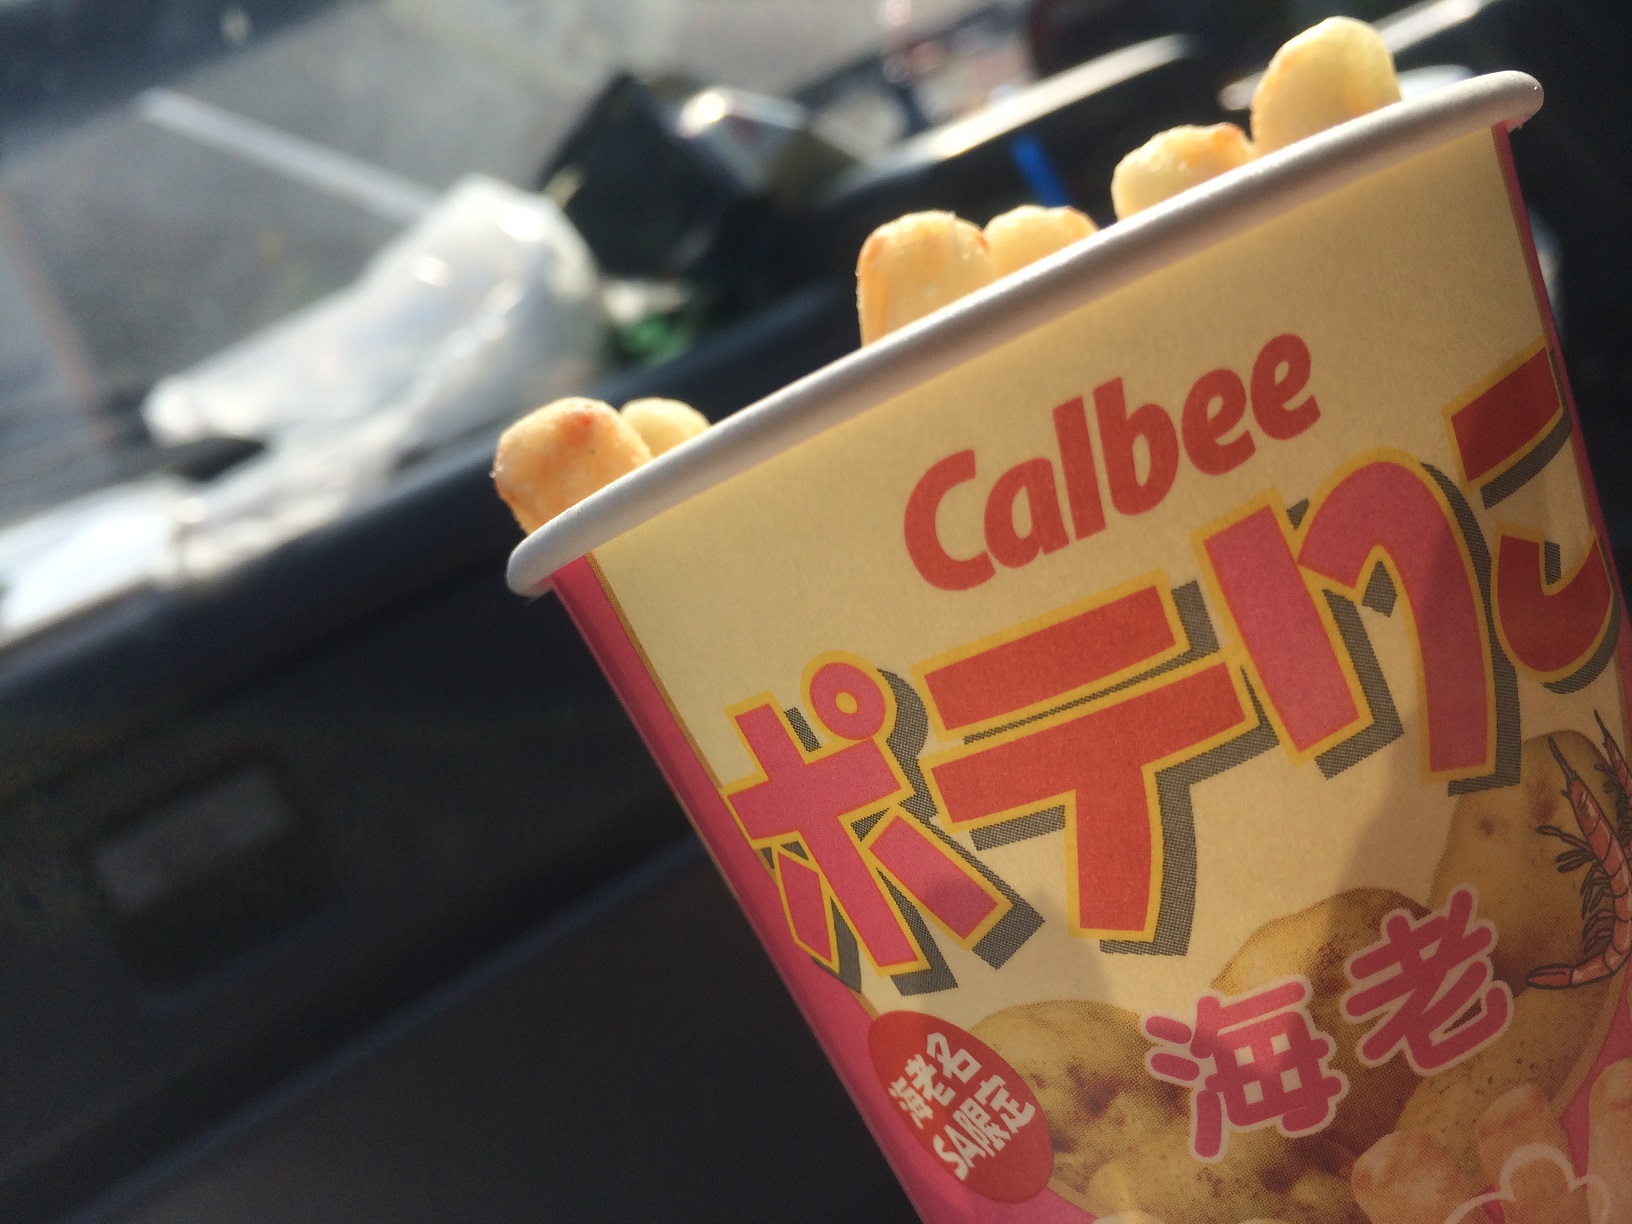 Calbee
ポテりこ
海老
海老名
SA限定